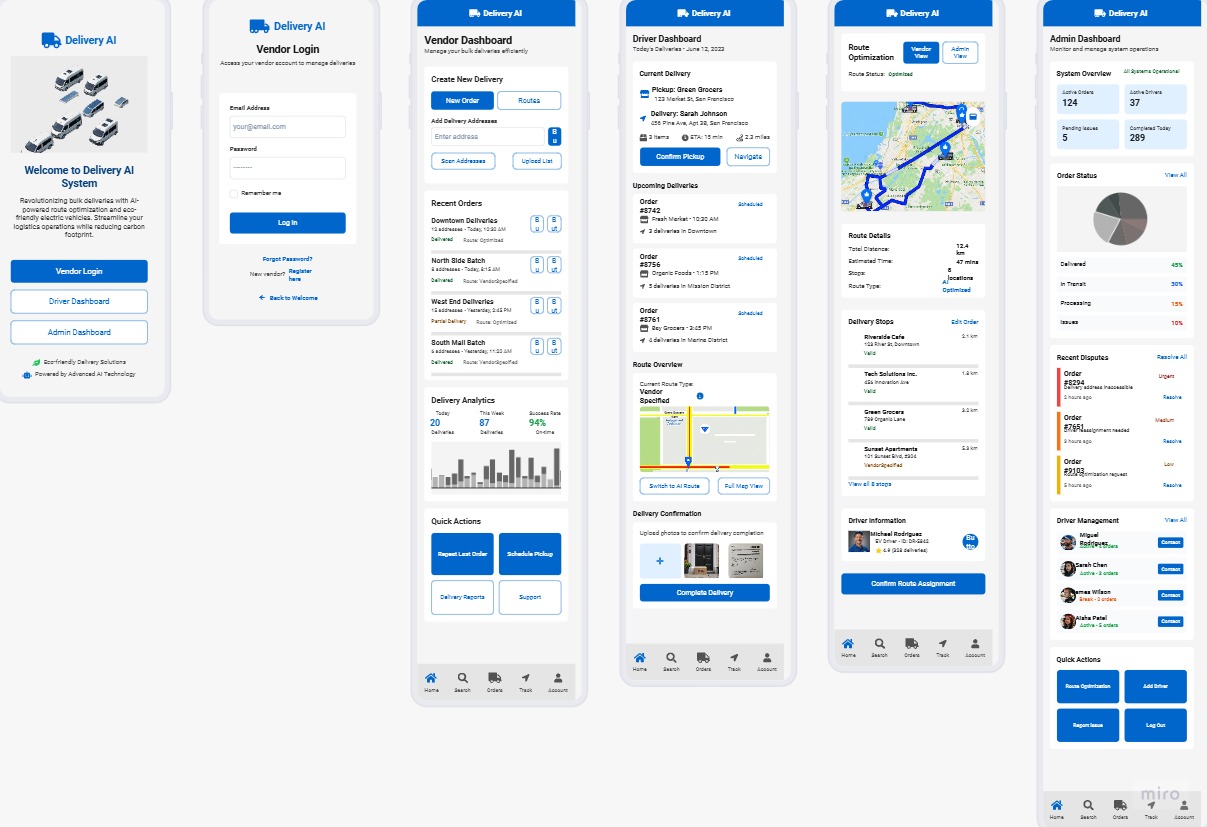 Delivery AI
Welcome to Delivery AI
System
Revolutionizing bulk deliveries with AI-
powered route optimization and eco-
friendly electric vehicles. Streamline your
logistics operations while reducing carbon
footprint.
Vendor Login
Driver Dashboard
Admin Dashboard
Eco-friendly Delivery Solutions
Powered by Advanced AI Technology
Delivery AI
Vendor Login
Access your vendor account to manage deliveries
Email Address
your@email.com
Password
Remember me
Log In
Forgot Password?
New vendor? Register
here
Back to Welcome
Delivery AI
Vendor Dashboard
Manage your bulk deliveries efficiently
Create New Delivery
New Order
Routes
Add Delivery Addresses
Enter address
Bu
Scan Addresses
Upload List
Recent Orders
Downtown Deliveries
12 addresses • Today, 10:30 AM
Delivered Route: Optimized
Bu
But
North Side Batch
8 addresses • Today, 8:15 AM
Delivered Route: VendorSpecified
Bu
But
West End Deliveries
15 addresses • Yesterday, 2:45 PM
Partial Delivery Route: Optimized
Bu
But
South Mall Batch
6 addresses • Yesterday, 11:20 AM
Delivered Route: VendorSpecified
Bu
But
Delivery Analytics
Today This Week Success Rate
20 87 94%
Deliveries Deliveries On-time
Quick Actions
Repeat Last Order
Schedule Pickup
Delivery Reports
Support
Home Search Orders Track Account
Delivery AI
Driver Dashboard
Today's Deliveries • June 12, 2023
Current Delivery
Pickup: Green Grocers
123 Market St, San Francisco
Delivery: Sarah Johnson
456 Pine Ave, Apt 3B, San Francisco
3 items ETA: 15 min 2.3 miles
Confirm Pickup
Navigate
Upcoming Deliveries
Order
#8742
Scheduled
Fresh Market • 10:30 AM
3 deliveries in Downtown
Order
#8756
Scheduled
Organic Foods • 1:15 PM
5 deliveries in Mission District
Order
#8761
Scheduled
Bay Grocers • 3:45 PM
4 deliveries in Marina District
Route Overview
Current Route Type:
Vendor
Specified
Switch to AI Route
Full Map View
Delivery Confirmation
Upload photos to confirm delivery completion
+
Complete Delivery
Home Search Orders Track Account
Delivery AI
Route
Optimization
Vendor
View
Admin
View
Route Status: Optimized
Route Details
Total Distance: 12.4
km
Estimated Time: 47 mins
Stops: 8
locations
Route Type: AI
Optimized
Delivery Stops
Edit Order
Riverside Cafe
2.1 km
123 River St, Downtown
Valid
Tech Solutions Inc.
1.8 km
456 Innovation Ave
Valid
Green Grocers
3.2 km
789 Organic Lane
Valid
Sunset Apartments
5.3 km
101 Sunset Blvd, #304
VendorSpecified
View all 8 stops
Driver Information
Michael Rodriguez
EV Driver • ID: DR-5842
4.9 (328 deliveries)
Butto
Confirm Route Assignment
Home Search Orders Track Account
Delivery AI
Admin Dashboard
Monitor and manage system operations
System Overview
All Systems Operational
Active Orders
124
Active Drivers
37
Pending Issues
5
Completed Today
289
Order Status
View All
Delivered 45%
In Transit 30%
Processing 15%
Issues 10%
Recent Disputes
Resolve All
Order
#8294
Urgent
Delivery address inaccessible
2 hours ago
Resolve
Order
#7651
Medium
Driver reassignment needed
3 hours ago
Resolve
Order
#9103
Low
Route optimization request
5 hours ago
Resolve
Driver Management
View All
Miguel
Rodriguez
Contact
Sarah Chen
Active • 3 orders
Contact
James Wilson
Break • 0 orders
Contact
Aisha Patel
Active • 5 orders
Contact
Quick Actions
Route Optimization
Add Driver
Report Issue
Log Out
Home Search Orders Track Account
miro